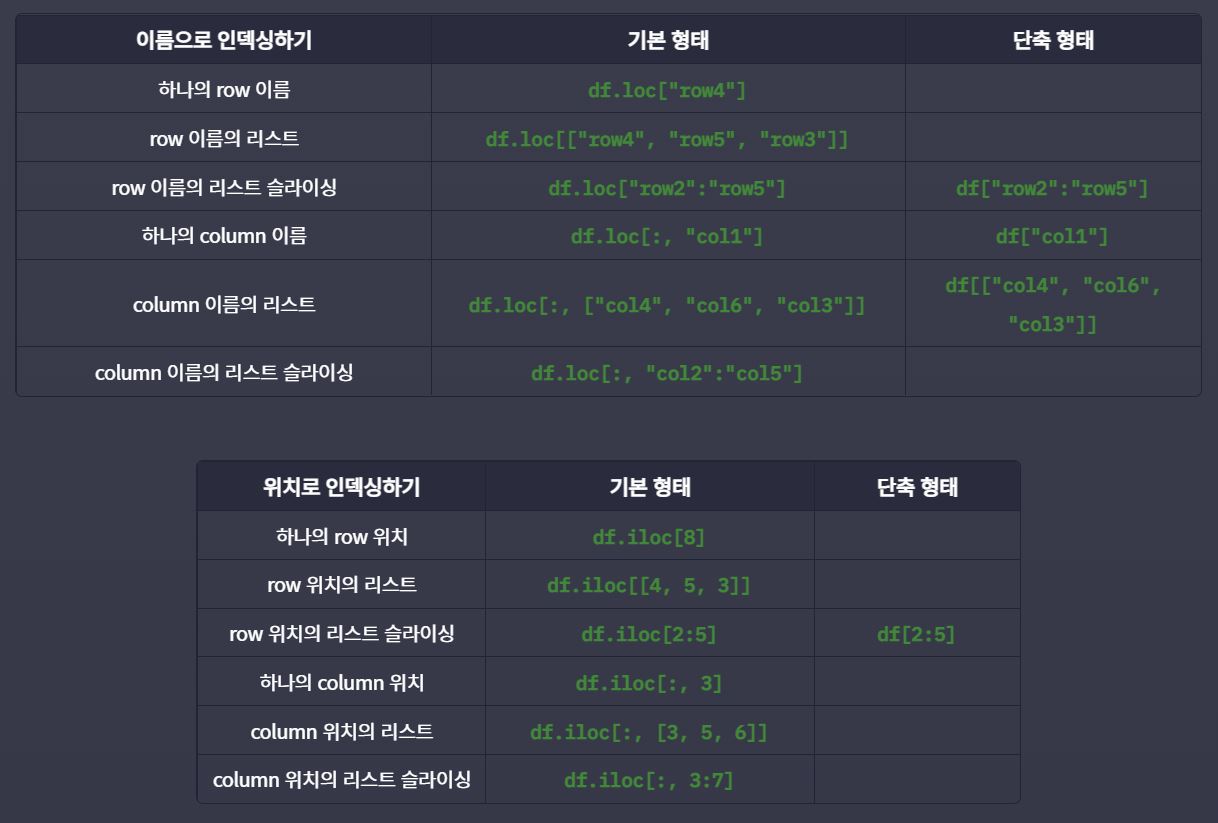 이름으로 인덱싱하기 기본 형태 단축 형태
하나의 row 이름 df.loc["row4"]
row 이름의 리스트 df.loc[["row4", "row5", "row3"]]
row 이름의 리스트 슬라이싱 df.loc["row2":"row5"] df["row2":"row5"]
하나의 column 이름 df.loc[:, "col1"] df["col1"]
column 이름의 리스트 df.loc[:, ["col4", "col6", "col3"]] df[["col4", "col6",
"col3"]]
column 이름의 리스트 슬라이싱 df.loc[:, "col2":"col5"]
위치로 인덱싱하기 기본 형태 단축 형태
하나의 row 위치 df.iloc[8]
row 위치의 리스트 df.iloc[[4, 5, 3]]
row 위치의 리스트 슬라이싱 df.iloc[2:5] df[2:5]
하나의 column 위치 df.iloc[:, 3]
column 위치의 리스트 df.iloc[:, [3, 5, 6]]
column 위치의 리스트 슬라이싱 df.iloc[:, 3:7]